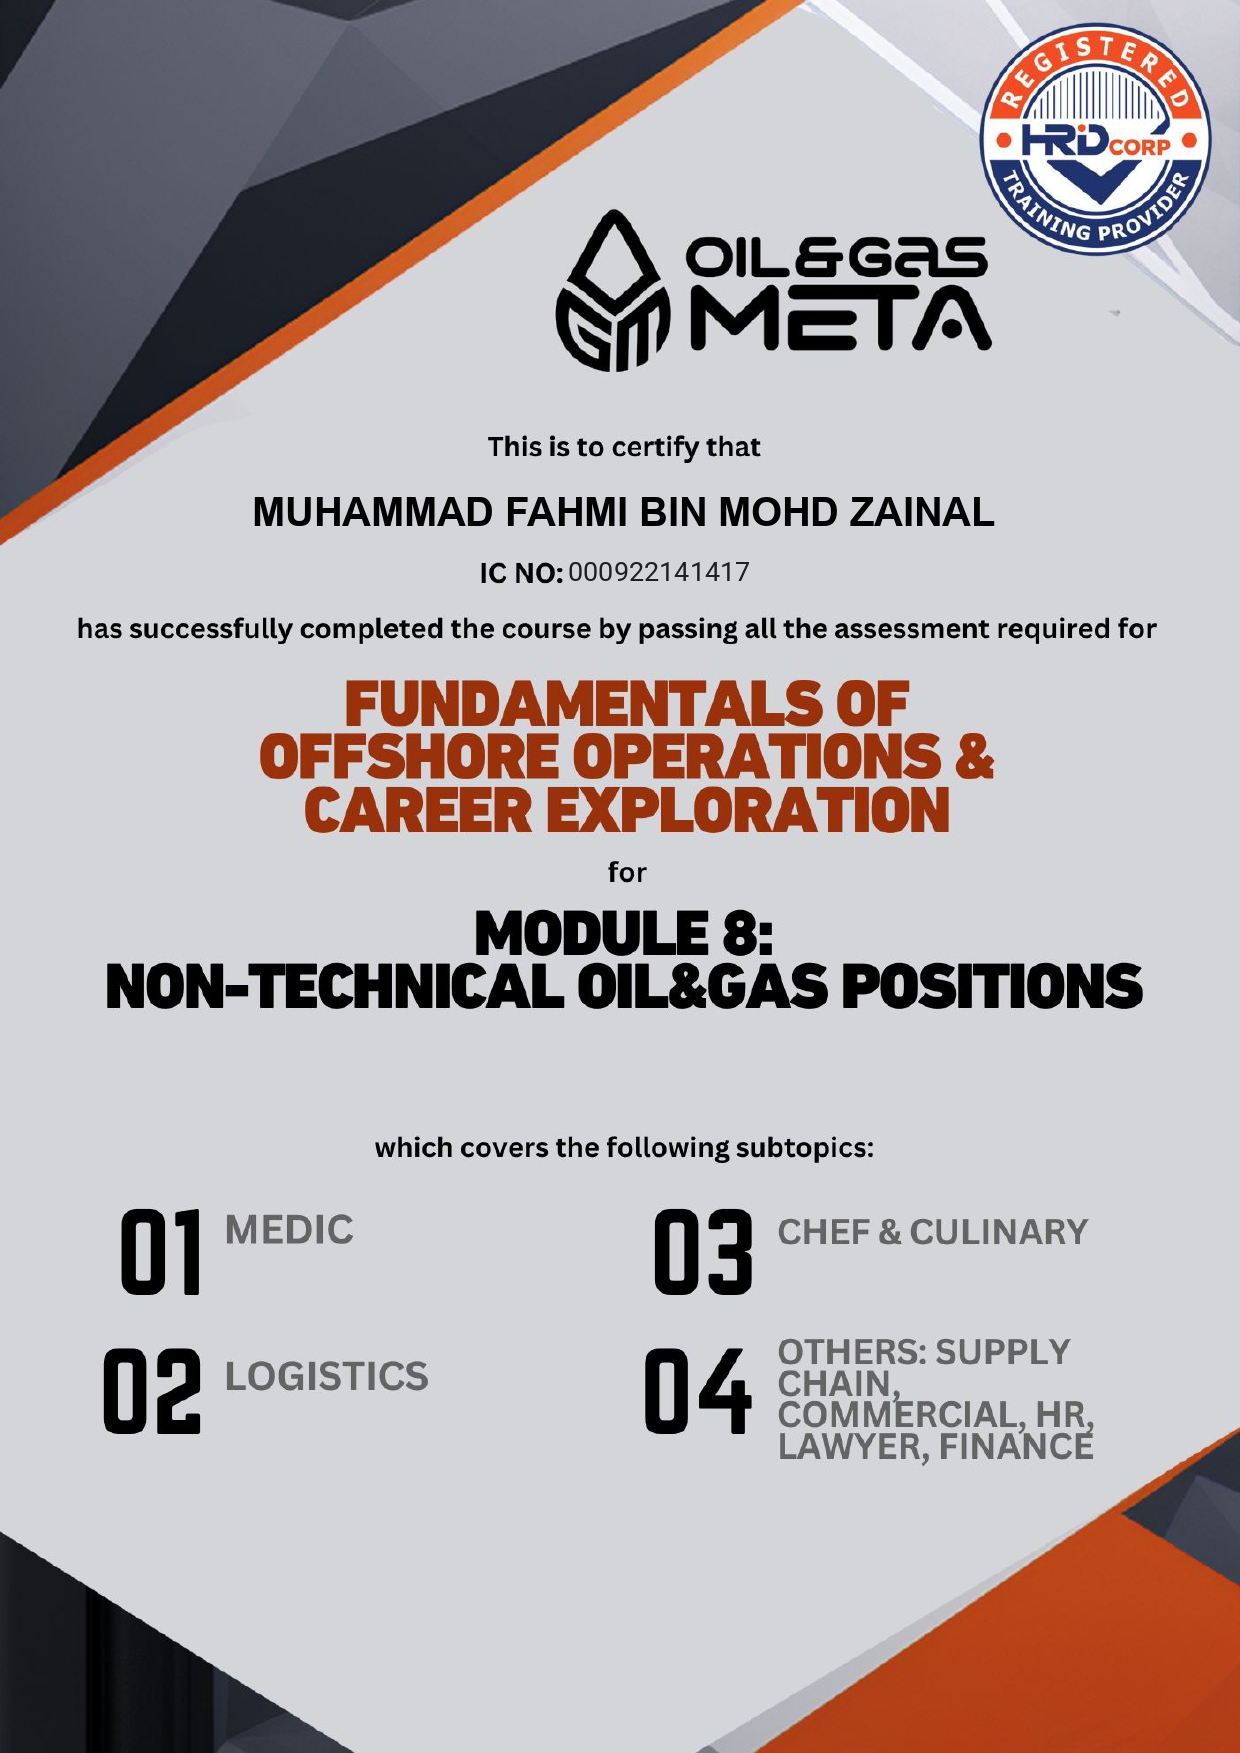 REGISTERED
HRD CORP
TRAINING PROVIDER
OIL&GAS
META
This is to certify that
MUHAMMAD FAHMI BIN MOHD ZAINAL
IC NO: 000922141417
has successfully completed the course by passing all the assessment required for
FUNDAMENTALS OF
OFFSHORE OPERATIONS &
CAREER EXPLORATION
for
MODULE 8:
NON-TECHNICAL OIL&GAS POSITIONS
which covers the following subtopics:
01 MEDIC
02 LOGISTICS
03 CHEF & CULINARY
04 OTHERS: SUPPLY
CHAIN,
COMMERCIAL, HR,
LAWYER, FINANCE